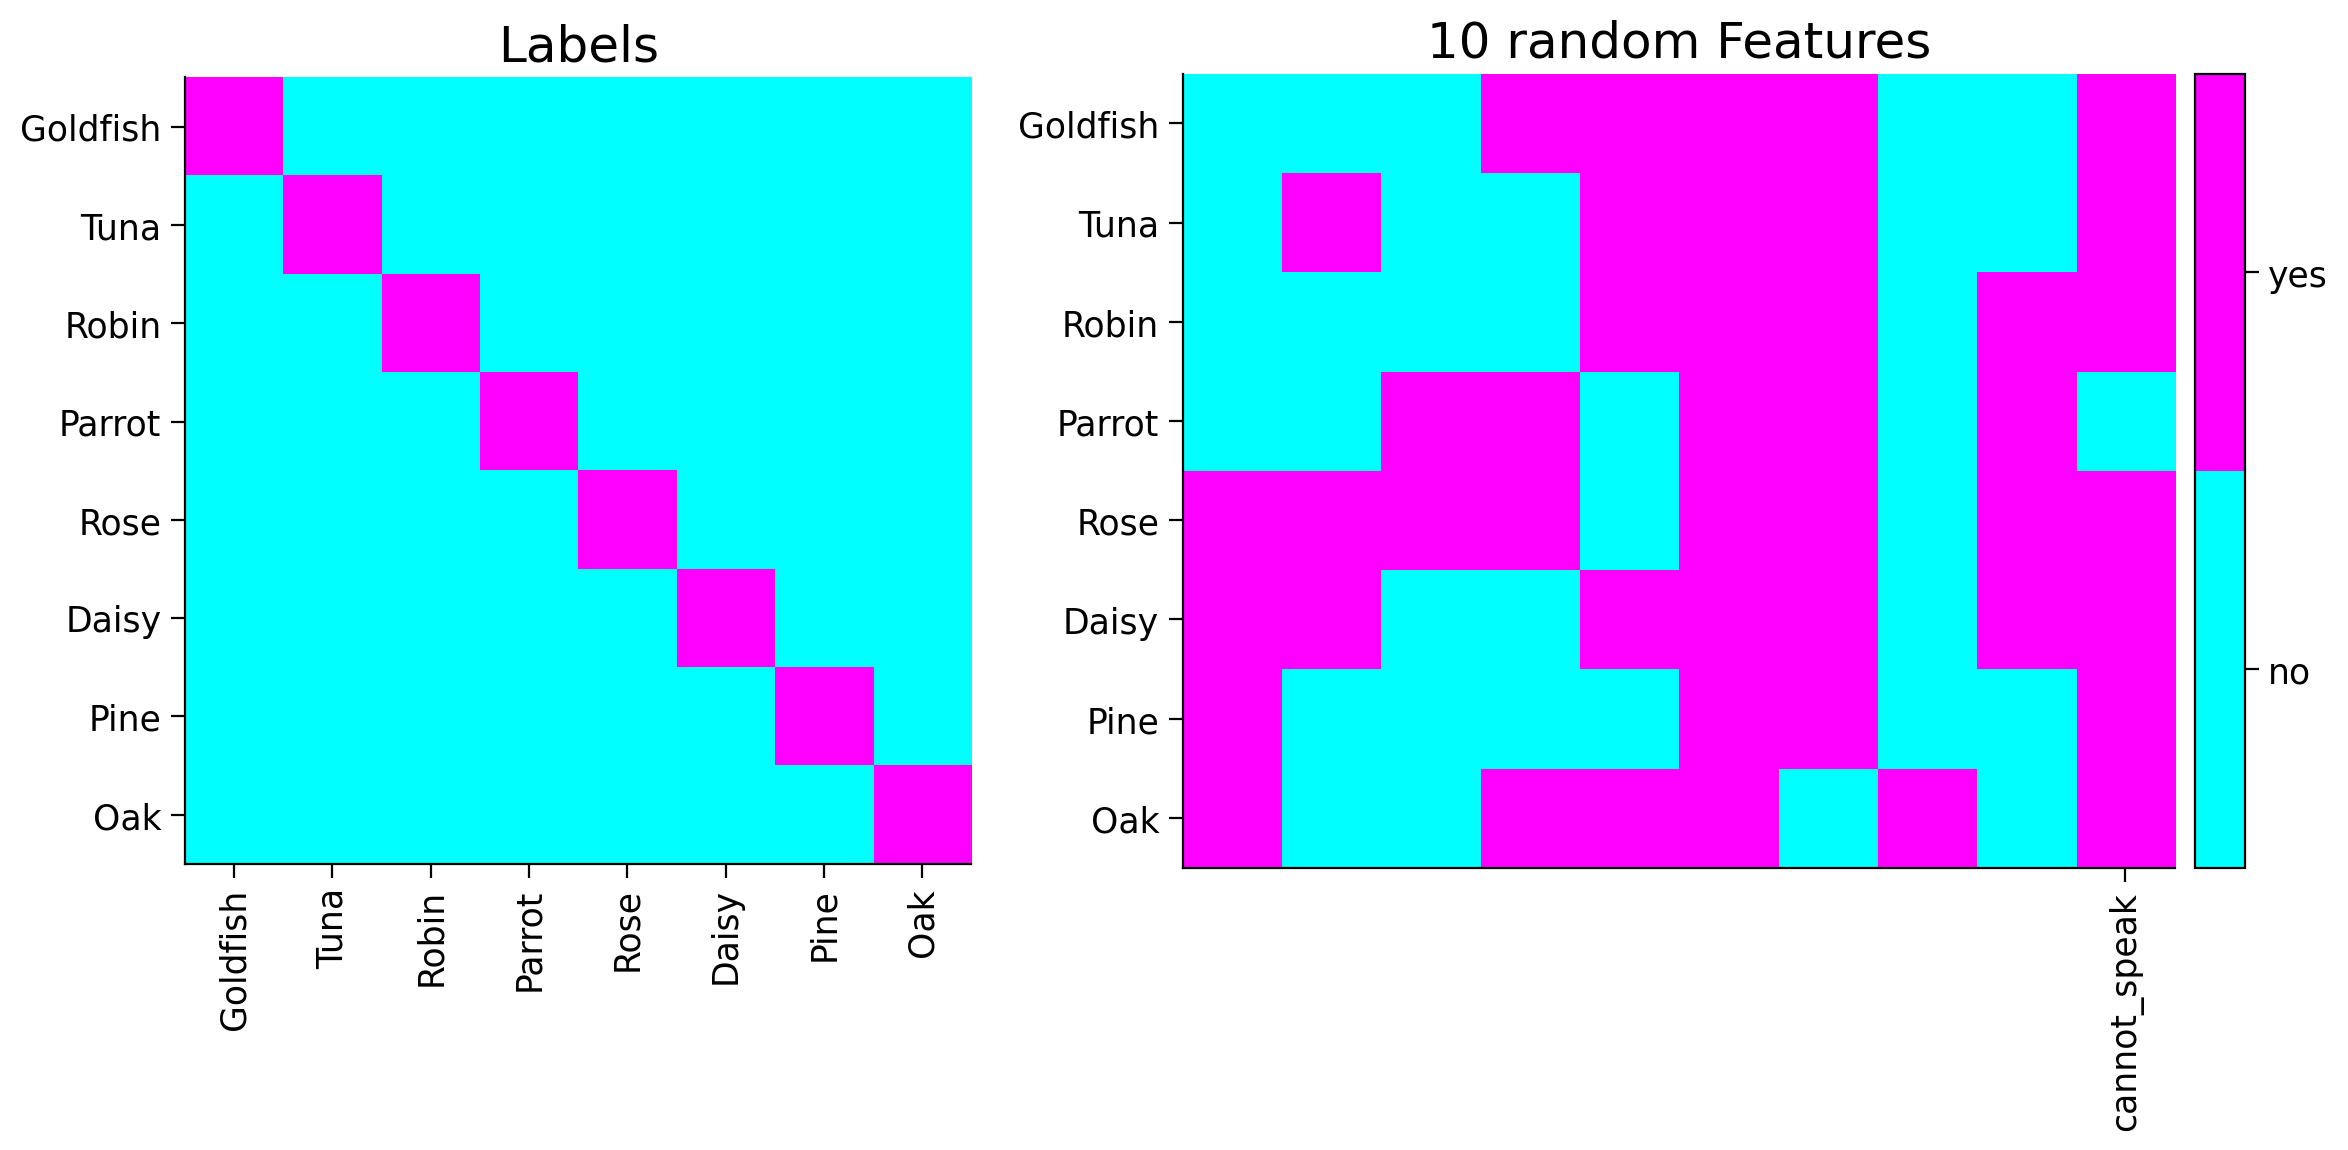 Labels
Goldfish
Tuna
Robin
Parrot
Rose
Daisy
Pine
Oak
Goldfish
Tuna
Robin
Parrot
Rose
Daisy
Pine
Oak
10 random Features
Goldfish
Tuna
Robin
Parrot
Rose
Daisy
Pine
Oak
cannot_speak
yes
no